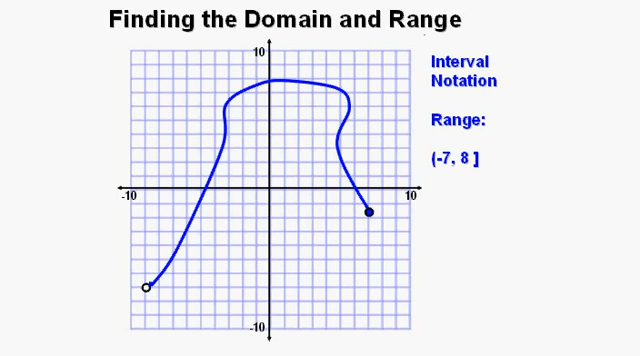 Finding the Domain and Range
10
Interval
Notation
Range:
(-7, 8 ]
-10
10
-10